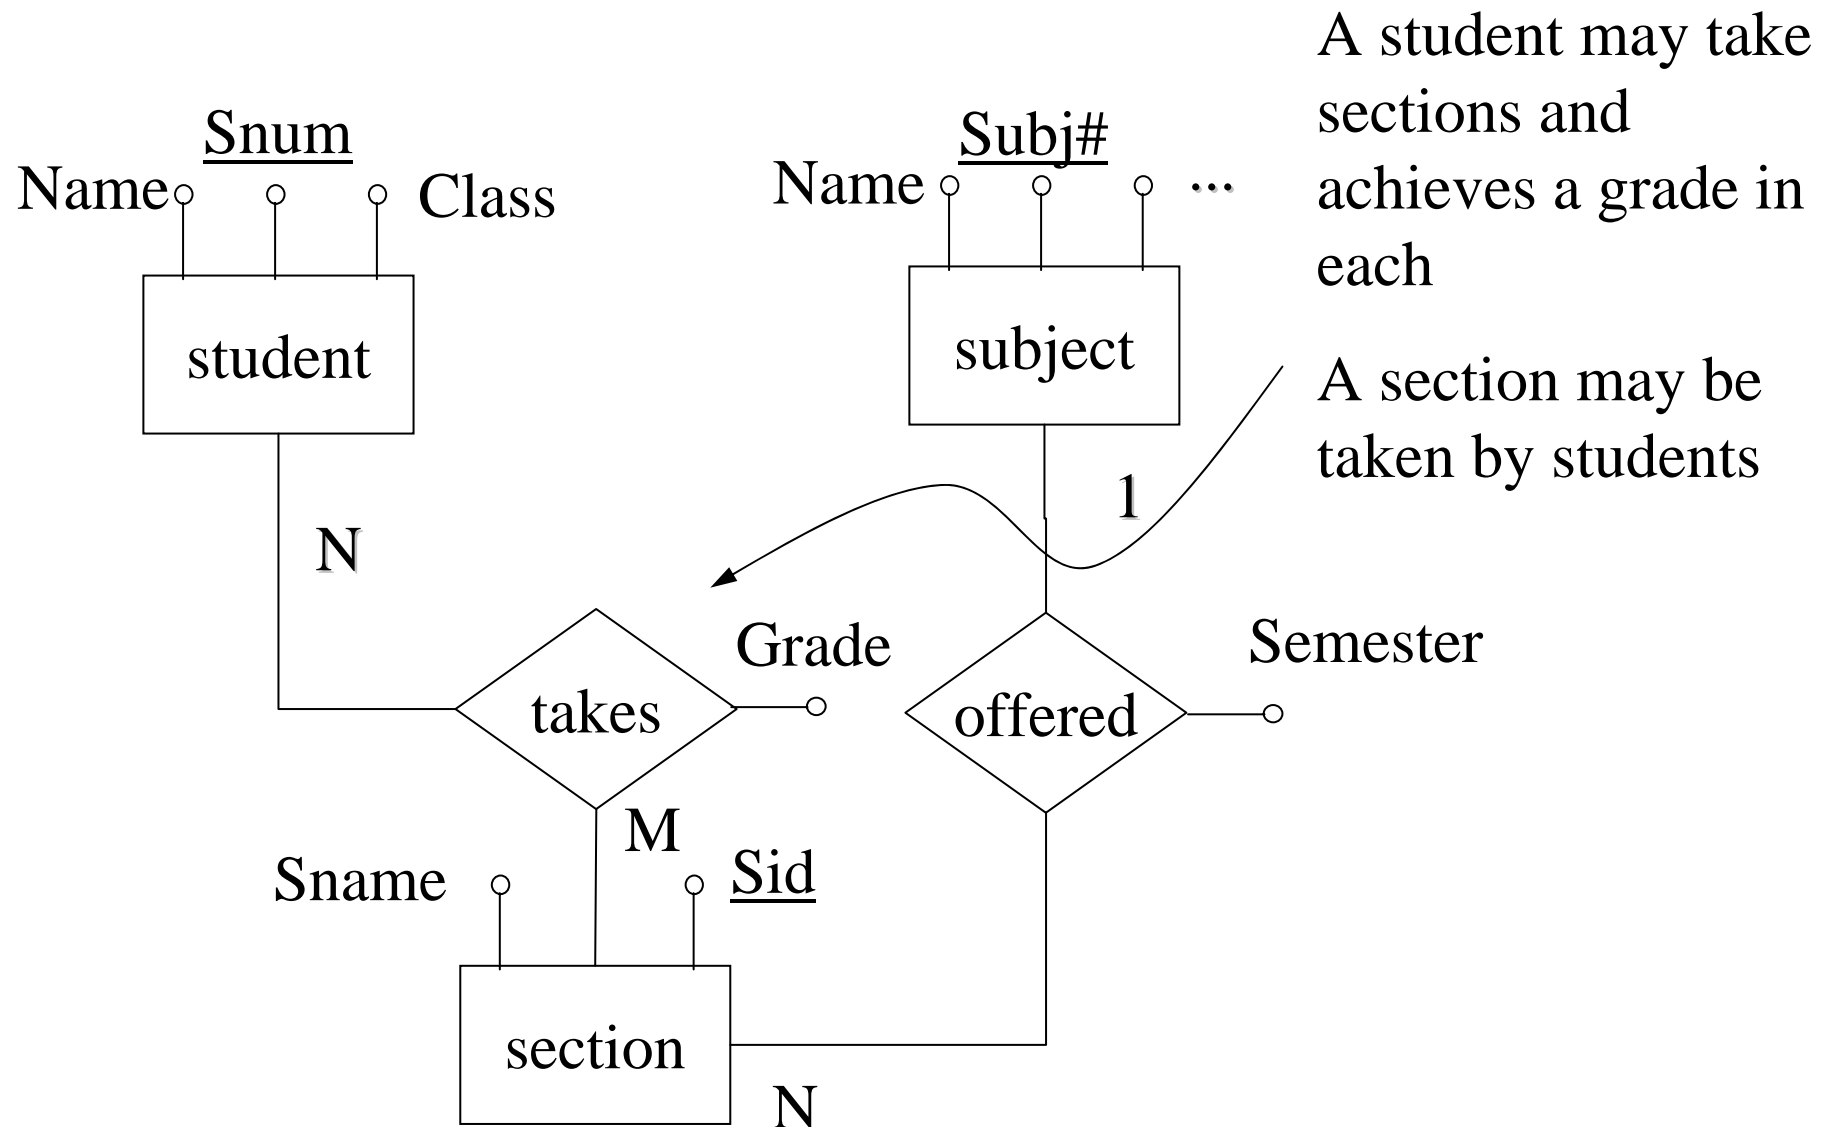 A student may take
sections and
achieves a grade in
each
A section may be
taken by students
Snum
Name
Class
student
Subj#
Name
...
subject
N
1
takes
Grade
offered
Semester
M
Sname
Sid
section
N